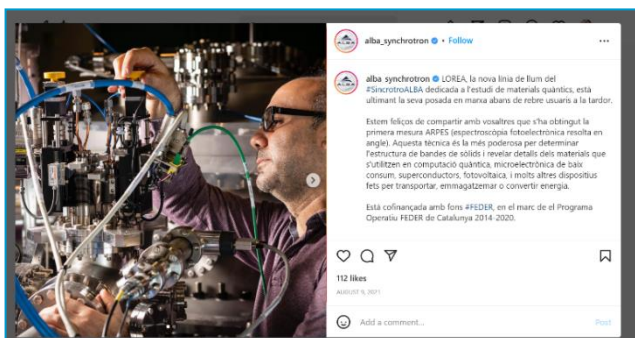 alba_synchrotron • Follow
alba_synchrotron LOREA, la nova línia de llum del
#SincrotroALBA dedicada a l'estudi de materials quàntics, està
ultimant la seva posada en marxa abans de rebre usuaris a la tardor.
Estem feliços de compartir amb vosaltres que s'ha obtingut la
primera mesura ARPES (espectroscòpia fotoelectrònica resolta en
angle). Aquesta tècnica és la més poderosa per determinar
l'estructura de bandes de sòlids i revelar detalls dels materials que
s'utilitzen en computació quàntica, microelectrònica de baix
consum, superconductors, fotovoltaica, i molts altres dispositius
fets per transportar, emmagatzemar o convertir energia.
Està cofinançada amb fons #FEDER, en el marc de el Programa
Operatiu FEDER de Catalunya 2014-2020.
112 likes
AUGUST 9, 2021
Add a comment...
Post